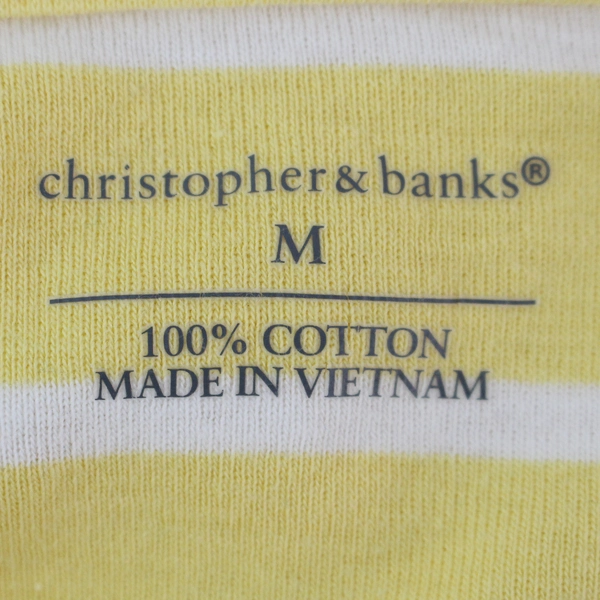 christopher & banks®
M
100% COTTON
MADE IN VIETNAM